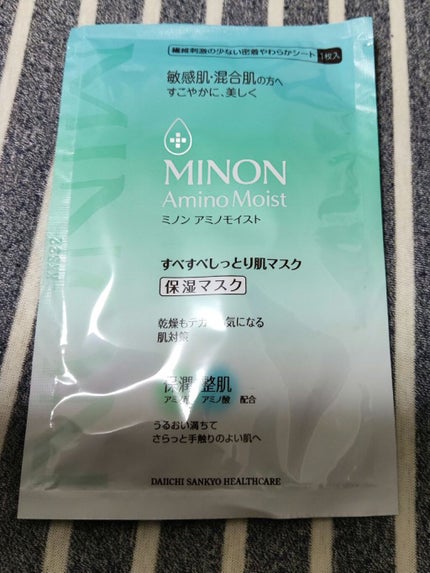 繊維刺激の少ない密着やわらかシート 1枚入
敏感肌・混合肌の方へ
すこやかに、美しく
MINON
Amino Moist
ミノン アミノモイスト
すべすべしっとり肌マスク
保湿マスク
乾燥もテカ 気になる
肌対策
保潤 整肌
アミノ酸 アミノ酸 配合
うるおい満ちて
さらっと手触りのよい肌へ
DAIICHI SANKYO HEALTHCARE
MINON